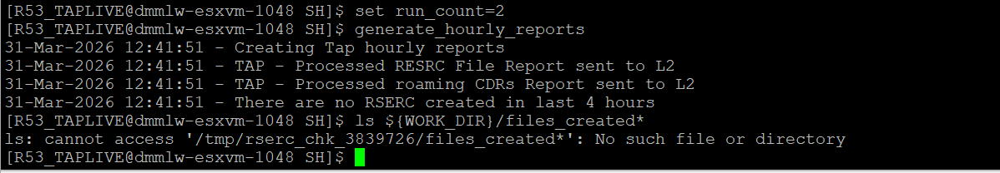 [R53_TAPLIVE@dmmlw-esxvm-1048 SH]$ set run_count=2
[R53_TAPLIVE@dmmlw-esxvm-1048 SH]$ generate_hourly_reports
31-Mar-2026 12:41:51 - Creating Tap hourly reports
31-Mar-2026 12:41:51 - TAP - Processed RESRC File Report sent to L2
31-Mar-2026 12:41:51 - TAP - Processed roaming CDRs Report sent to L2
31-Mar-2026 12:41:51 - There are no RSERC created in last 4 hours
[R53_TAPLIVE@dmmlw-esxvm-1048 SH]$ ls ${WORK_DIR}/files_created*
ls: cannot access '/tmp/rserc_chk_3839726/files_created*': No such file or directory
[R53_TAPLIVE@dmmlw-esxvm-1048 SH]$